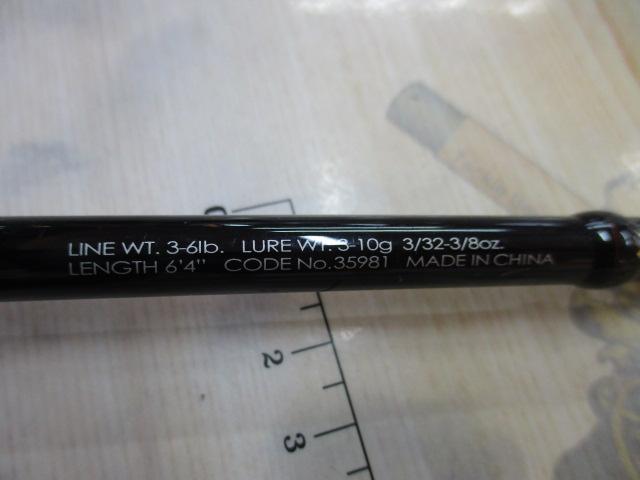 LINE WT. 3-6lb. LURE WT. 3-10g 3/32-3/8oz.
LENGTH 6'4" CODE No.35981 MADE IN CHINA
0
2
3